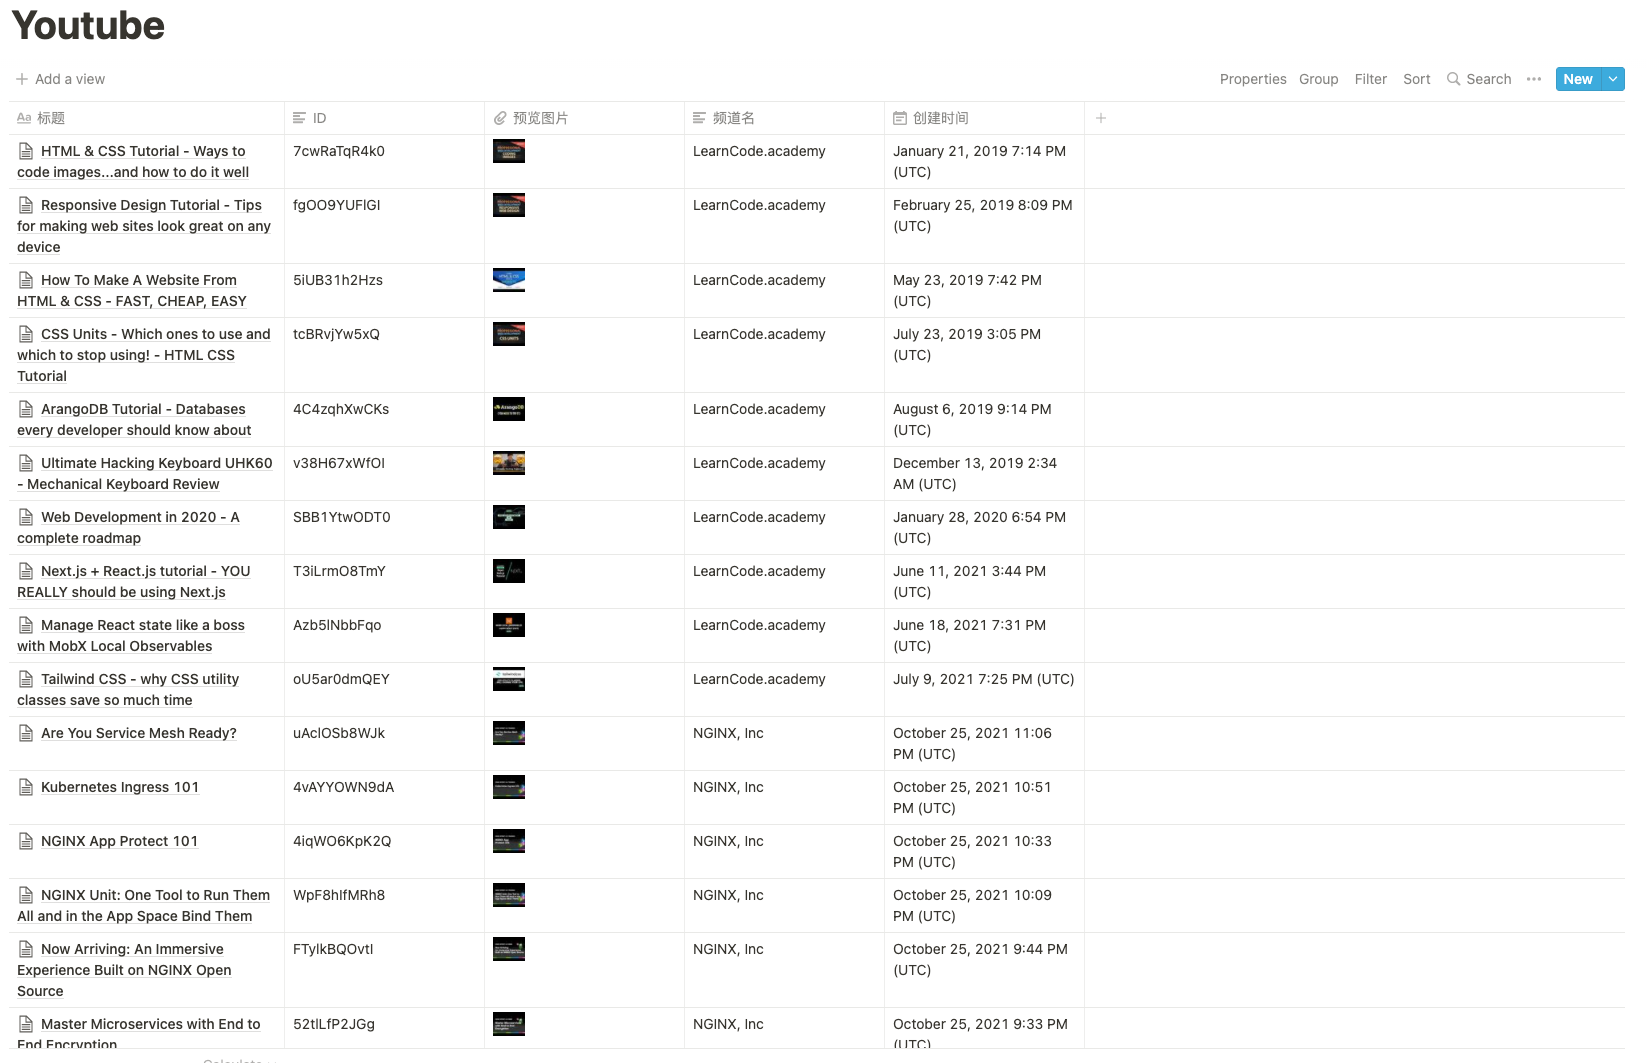 Youtube
Add a view
Properties Group Filter Sort Search ··· New
Aa 标题 ID 预览图片 频道名 创建时间 +
HTML & CSS Tutorial - Ways to 7cwRaTqR4k0 LearnCode.academy January 21, 2019 7:14 PM
code images...and how to do it well (UTC)
Responsive Design Tutorial - Tips fgOO9YUFlGI LearnCode.academy February 25, 2019 8:09 PM
for making web sites look great on any (UTC)
device
How To Make A Website From 5iUB31h2Hzs LearnCode.academy May 23, 2019 7:42 PM
HTML & CSS - FAST, CHEAP, EASY (UTC)
CSS Units - Which ones to use and tcBRvjYw5xQ LearnCode.academy July 23, 2019 3:05 PM
which to stop using! - HTML CSS (UTC)
Tutorial
ArangoDB Tutorial - Databases 4C4zqhXwCKs LearnCode.academy August 6, 2019 9:14 PM
every developer should know about (UTC)
Ultimate Hacking Keyboard UHK60 v38H67xWfOI LearnCode.academy December 13, 2019 2:34
- Mechanical Keyboard Review AM (UTC)
Web Development in 2020 - A SBB1YtwODT0 LearnCode.academy January 28, 2020 6:54 PM
complete roadmap (UTC)
Next.js + React.js tutorial - YOU T3iLrmO8TmY LearnCode.academy June 11, 2021 3:44 PM
REALLY should be using Next.js (UTC)
Manage React state like a boss Azb5lNbbFqo LearnCode.academy June 18, 2021 7:31 PM
with MobX Local Observables (UTC)
Tailwind CSS - why CSS utility oU5ar0dmQEY LearnCode.academy July 9, 2021 7:25 PM (UTC)
classes save so much time
Are You Service Mesh Ready? uAclOSb8WJk NGINX, Inc October 25, 2021 11:06
PM (UTC)
Kubernetes Ingress 101 4vAYYOWN9dA NGINX, Inc October 25, 2021 10:51
PM (UTC)
NGINX App Protect 101 4iqWO6KpK2Q NGINX, Inc October 25, 2021 10:33
PM (UTC)
NGINX Unit: One Tool to Run Them WpF8hlfMRh8 NGINX, Inc October 25, 2021 10:09
All and in the App Space Bind Them PM (UTC)
Now Arriving: An Immersive FTylkBQOvtI NGINX, Inc October 25, 2021 9:44 PM
Experience Built on NGINX Open (UTC)
Source
Master Microservices with End to 52tlLfP2JGg NGINX, Inc October 25, 2021 9:33 PM
End Encryption (UTC)